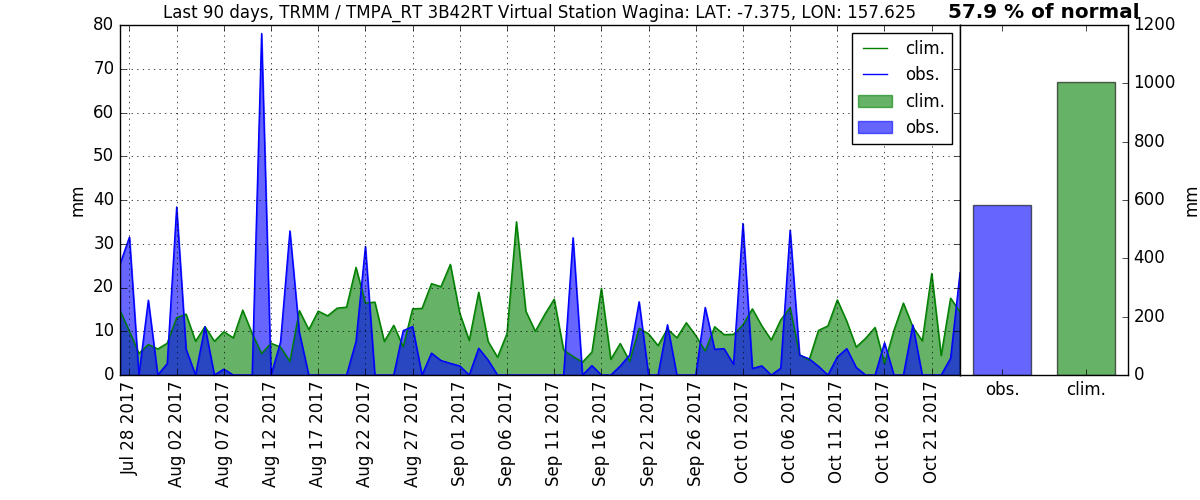 Last 90 days, TRMM / TMPA_RT 3B42RT Virtual Station Wagina: LAT: -7.375, LON: 157.625
57.9 % of normal
80
70
60
50
40
30
20
10
0
mm
clim.
obs.
clim.
obs.
Jul 28 2017
Aug 02 2017
Aug 07 2017
Aug 12 2017
Aug 17 2017
Aug 22 2017
Aug 27 2017
Sep 01 2017
Sep 06 2017
Sep 11 2017
Sep 16 2017
Sep 21 2017
Sep 26 2017
Oct 01 2017
Oct 06 2017
Oct 11 2017
Oct 16 2017
Oct 21 2017
1200
1000
800
600
400
200
0
mm
obs.
clim.